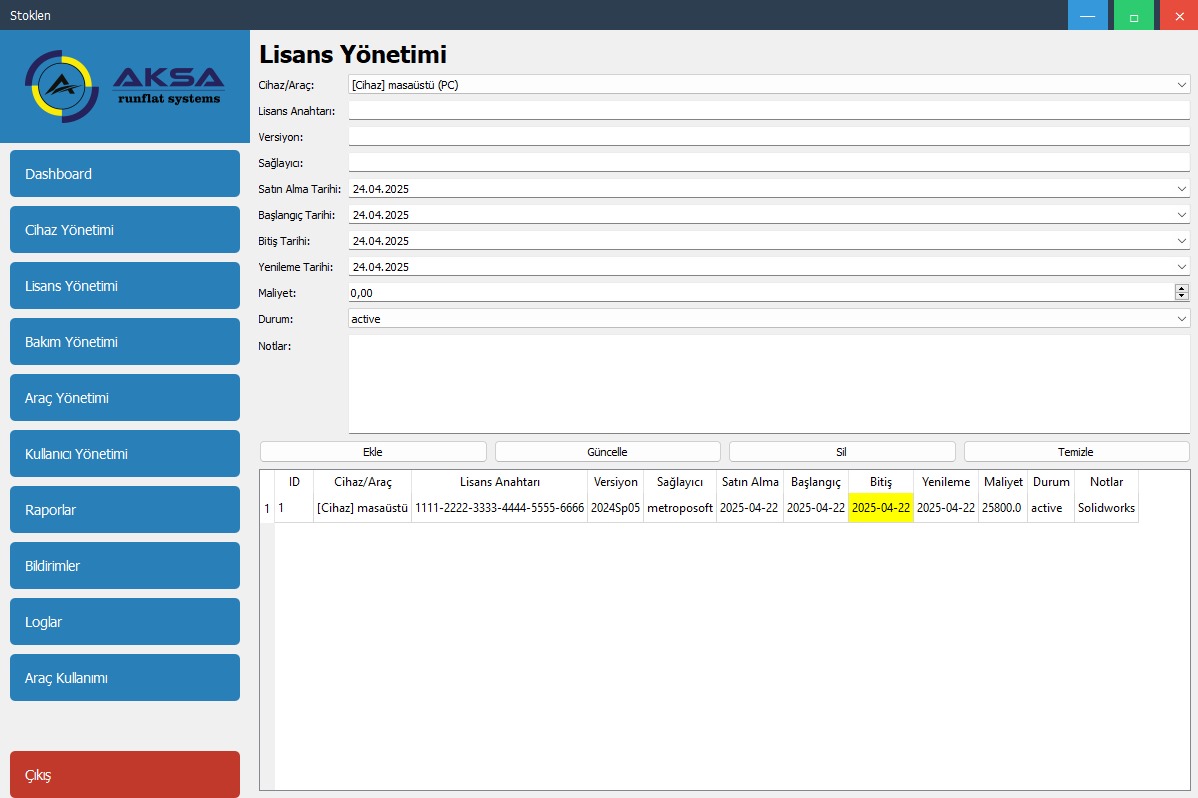 Stoklen
AKSA
runflat systems
Dashboard
Cihaz Yönetimi
Lisans Yönetimi
Bakım Yönetimi
Araç Yönetimi
Kullanıcı Yönetimi
Raporlar
Bildirimler
Loglar
Araç Kullanımı
Çıkış
Lisans Yönetimi
Cihaz/Araç: [Cihaz] masaüstü (PC)
Lisans Anahtarı:
Versiyon:
Sağlayıcı:
Satın Alma Tarihi: 24.04.2025
Başlangıç Tarihi: 24.04.2025
Bitiş Tarihi: 24.04.2025
Yenileme Tarihi: 24.04.2025
Maliyet: 0,00
Durum: active
Notlar:
Ekle Güncelle Sil Temizle
ID Cihaz/Araç Lisans Anahtarı Versiyon Sağlayıcı Satın Alma Başlangıç Bitiş Yenileme Maliyet Durum Notlar
1 1 [Cihaz] masaüstü 1111-2222-3333-4444-5555-6666 2024Sp05 metroposoft 2025-04-22 2025-04-22 2025-04-22 2025-04-22 25800.0 active Solidworks